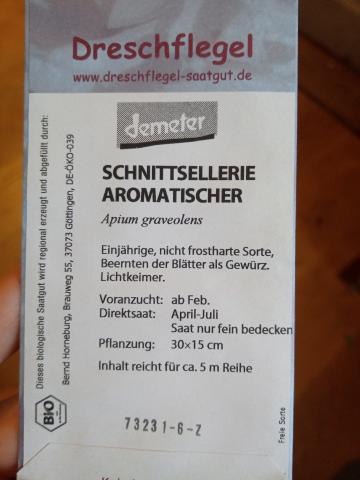 Dreschflegel
www.dreschflegel-saatgut.de
demeter
SCHNITTSELLERIE
AROMATISCHER
Apium graveolens
Einjährige, nicht frostharte Sorte,
Beernten der Blätter als Gewürz.
Lichtkeimer.
Voranzucht: ab Feb.
Direktsaat: April-Juli
Saat nur fein bedecken
Pflanzung: 30×15 cm
Inhalt reicht für ca. 5 m Reihe
73231-6-Z
Dieses biologische Saatgut wird regional erzeugt und abgefüllt durch:
Bernd Horneburg, Brauweg 55, 37073 Göttingen, DE-ÖKO-039
BIO
Freie Sorte